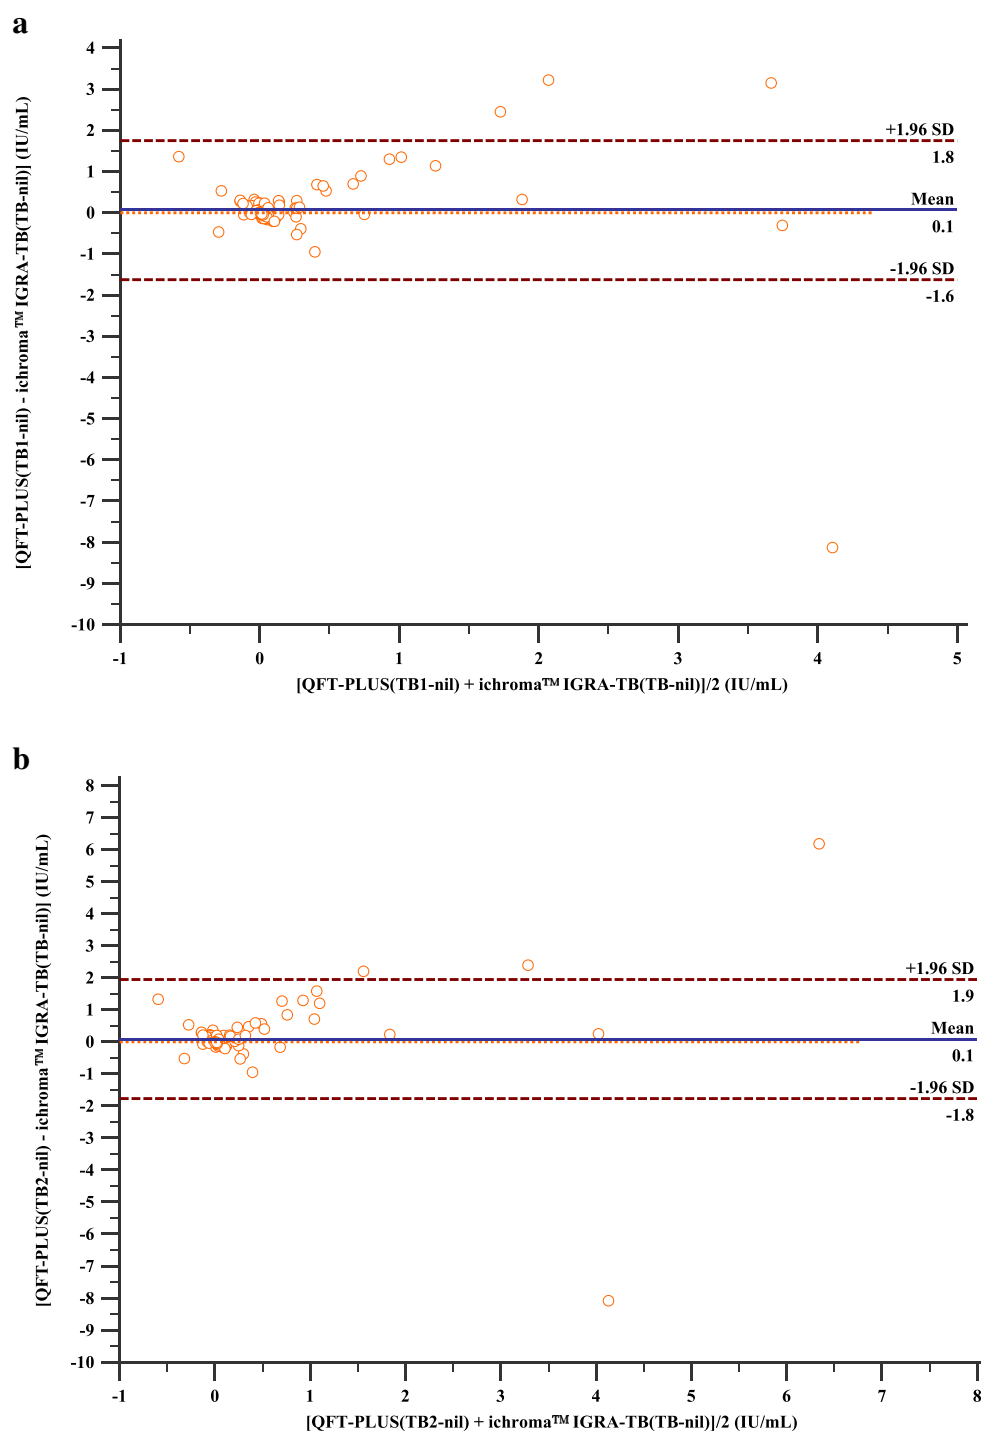 a
[QFT-PLUS(TB1-nil) - ichroma™ IGRA-TB(TB-nil)] (IU/mL)
4
3
2
1
0
-1
-2
-3
-4
-5
-6
-7
-8
-9
-10
+1.96 SD
1.8
Mean
0.1
-1.96 SD
-1.6
-1 0 1 2 3 4 5
[QFT-PLUS(TB1-nil) + ichroma™ IGRA-TB(TB-nil)]/2 (IU/mL)
b
[QFT-PLUS(TB2-nil) - ichroma™ IGRA-TB(TB-nil)] (IU/mL)
8
7
6
5
4
3
2
1
0
-1
-2
-3
-4
-5
-6
-7
-8
-9
-10
+1.96 SD
1.9
Mean
0.1
-1.96 SD
-1.8
-1 0 1 2 3 4 5 6 7 8
[QFT-PLUS(TB2-nil) + ichroma™ IGRA-TB(TB-nil)]/2 (IU/mL)